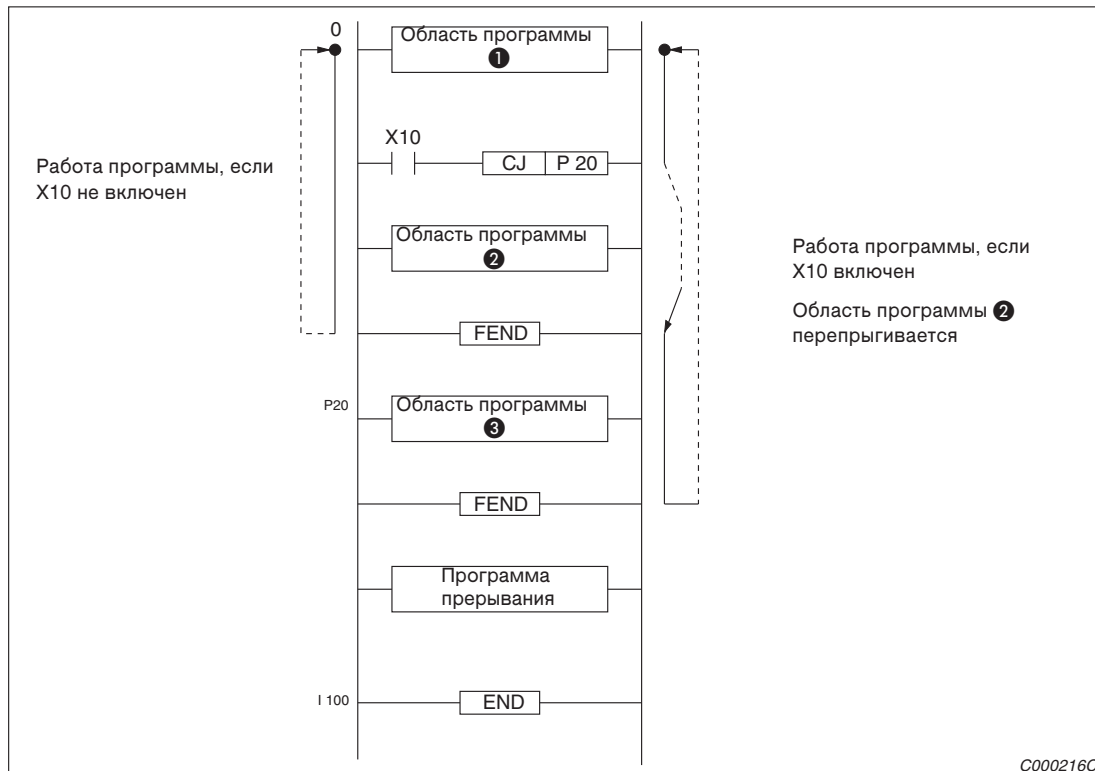 0
Область программы
❶
X10
CJ P 20
Работа программы, если
X10 не включен
Область программы
❷
Работа программы, если
X10 включен
Область программы ❷
перепрыгивается
FEND
P20
Область программы
❸
FEND
Программа
прерывания
I 100
END
C000216C